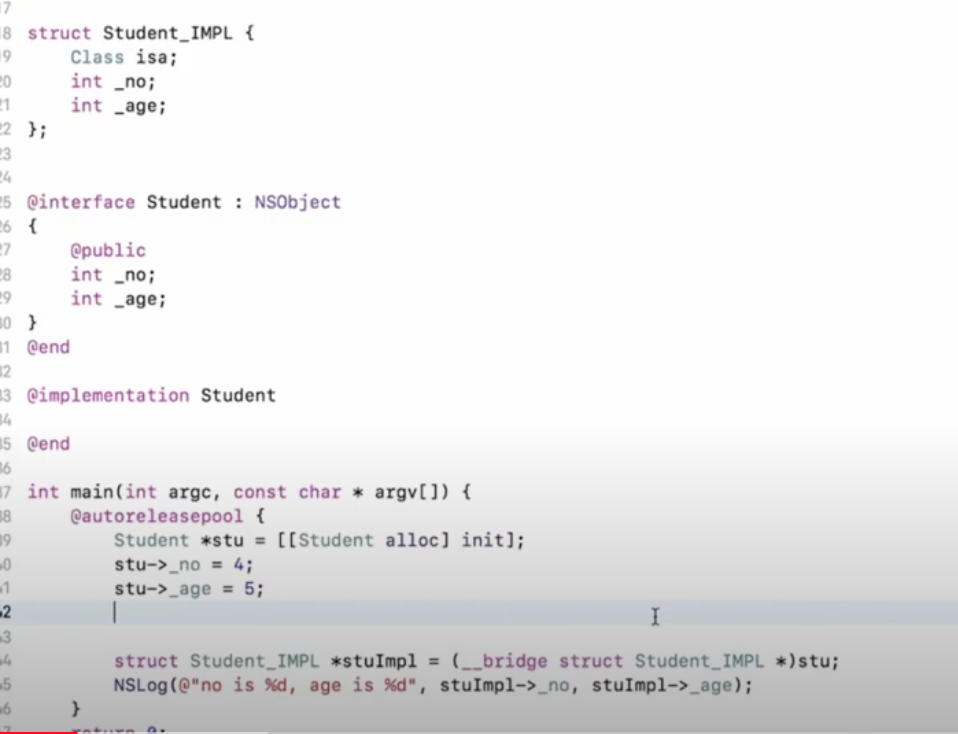 17
18 struct Student_IMPL {
19 Class isa;
20 int _no;
21 int _age;
22 };
23
24
25 @interface Student : NSObject
26 {
27 @public
28 int _no;
29 int _age;
30 }
31 @end
32
33 @implementation Student
34
35 @end
36
37 int main(int argc, const char * argv[]) {
38 @autoreleasepool {
39 Student *stu = [[Student alloc] init];
40 stu->_no = 4;
41 stu->_age = 5;
42
43
44 struct Student_IMPL *stuImpl = (__bridge struct Student_IMPL *)stu;
45 NSLog(@"no is %d, age is %d", stuImpl->_no, stuImpl->_age);
46 }
47 return 0;